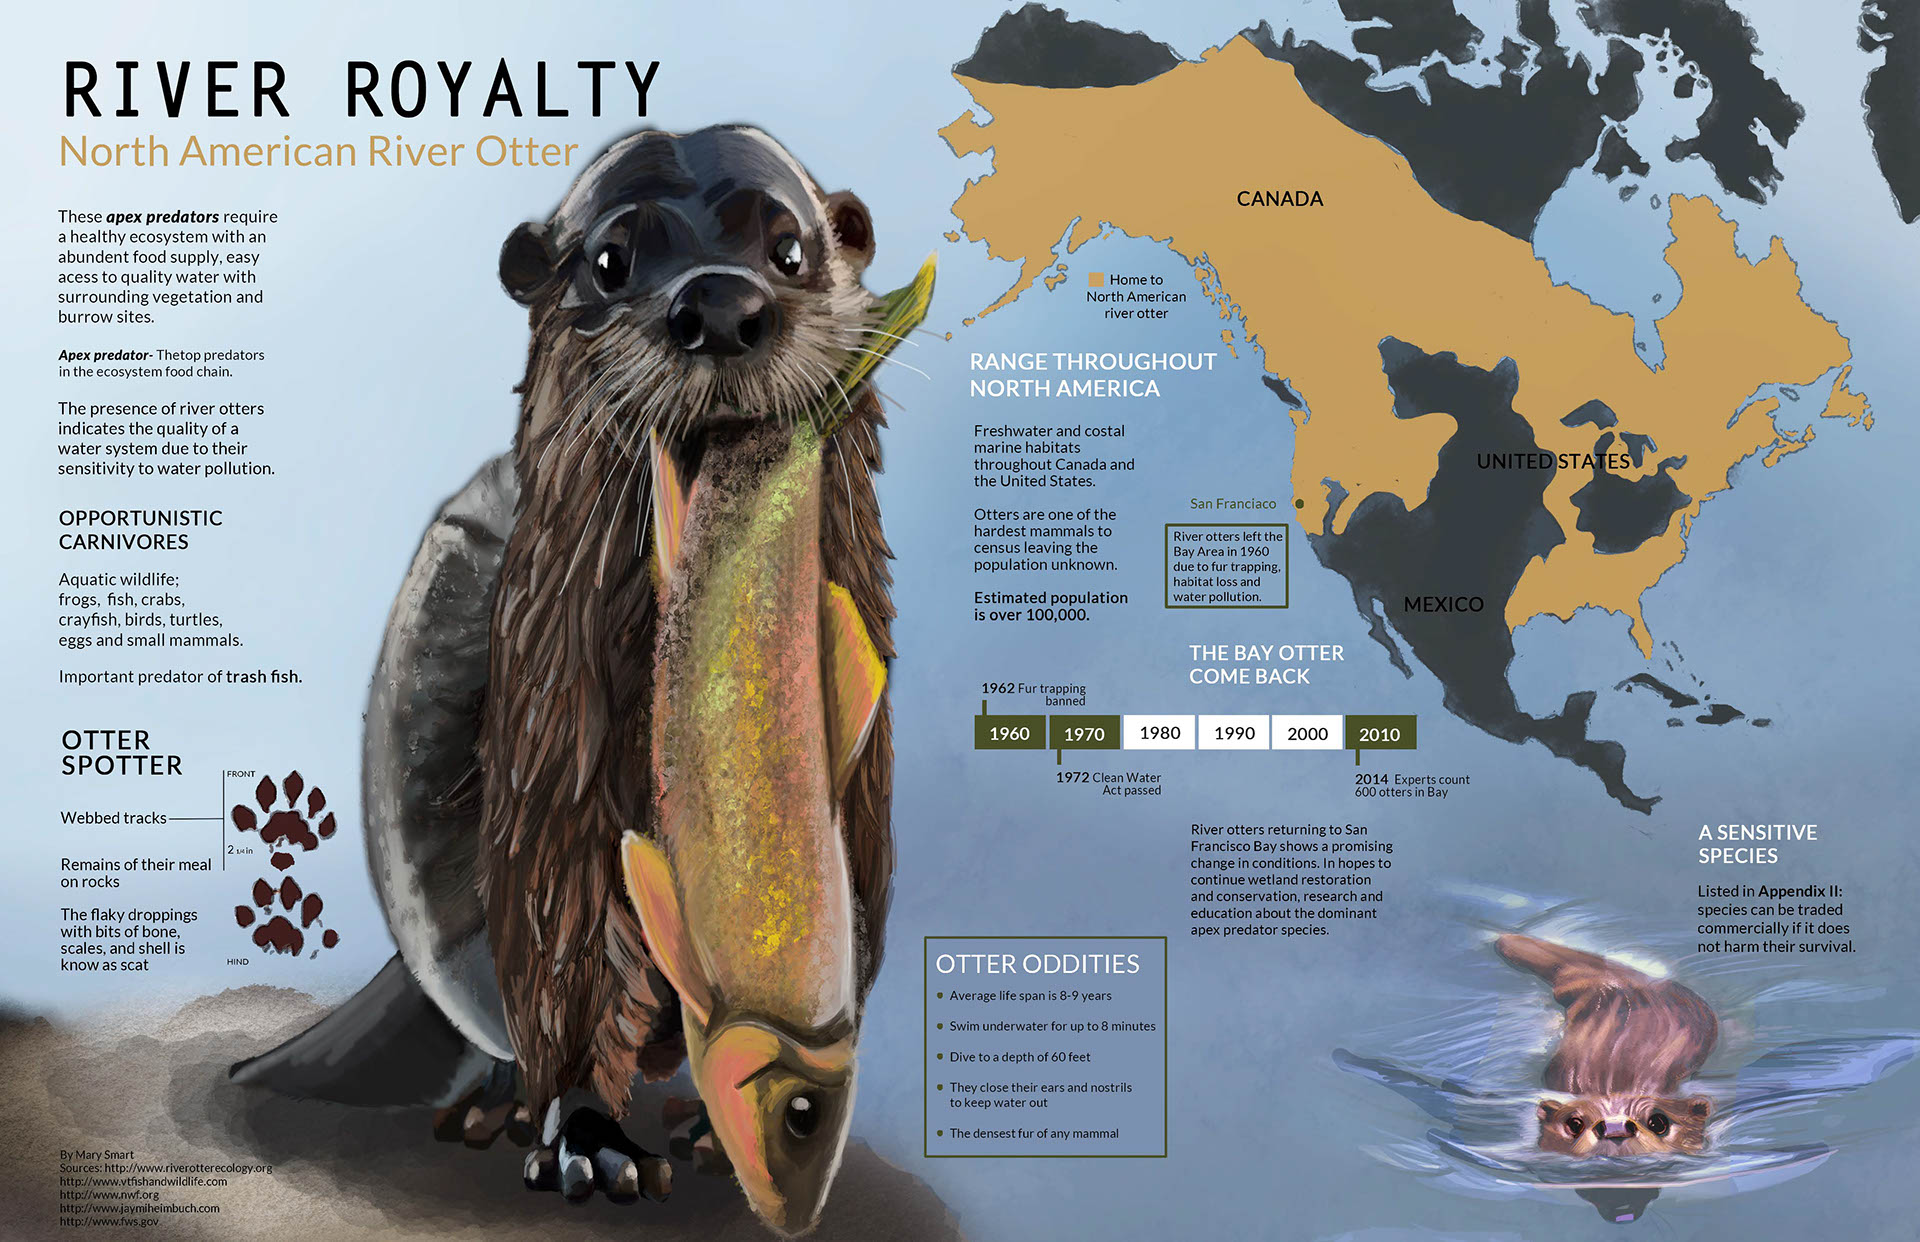 RIVER ROYALTY
North American River Otter
These apex predators require
a healthy ecosystem with an
abundent food supply, easy
acess to quality water with
surrounding vegetation and
burrow sites.
Apex predator- Thetop predators
in the ecosystem food chain.
The presence of river otters
indicates the quality of a
water system due to their
sensitivity to water pollution.
OPPORTUNISTIC
CARNIVORES
Aquatic wildlife;
frogs, fish, crabs,
crayfish, birds, turtles,
eggs and small mammals.
Important predator of trash fish.
OTTER
SPOTTER
FRONT
Webbed tracks
2 1/4 in
Remains of their meal
on rocks
The flaky droppings
with bits of bone,
scales, and shell is
know as scat
HIND
By Mary Smart
Sources: http://www.riverotterecology.org
http://www.vtfishandwildlife.com
http://www.nwf.org
http://www.jaymiheimbuch.com
http://www.fws.gov
CANADA
Home to
North American
river otter
RANGE THROUGHOUT
NORTH AMERICA
Freshwater and costal
marine habitats
throughout Canada and
the United States.
Otters are one of the
hardest mammals to
census leaving the
population unknown.
Estimated population
is over 100,000.
UNITED STATES
San Franciaco
River otters left the
Bay Area in 1960
due to fur trapping,
habitat loss and
water pollution.
MEXICO
THE BAY OTTER
COME BACK
1962 Fur trapping
banned
1960 1970 1980 1990 2000 2010
1972 Clean Water
Act passed
2014 Experts count
600 otters in Bay
River otters returning to San
Francisco Bay shows a promising
change in conditions. In hopes to
continue wetland restoration
and conservation, research and
education about the dominant
apex predator species.
A SENSITIVE
SPECIES
Listed in Appendix II:
species can be traded
commercially if it does
not harm their survival.
OTTER ODDITIES
Average life span is 8-9 years
Swim underwater for up to 8 minutes
Dive to a depth of 60 feet
They close their ears and nostrils
to keep water out
The densest fur of any mammal